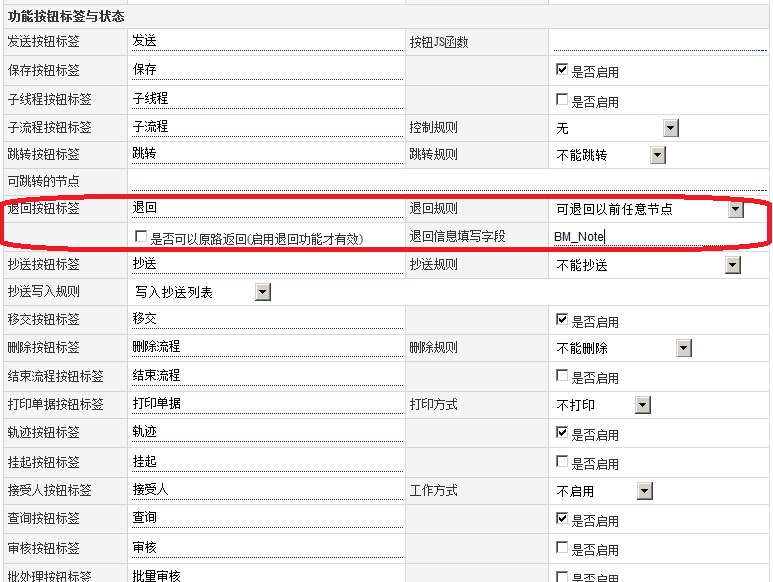 功能按钮标签与状态
发送按钮标签 发送 按钮JS函数
保存按钮标签 保存 是否启用
子线程按钮标签 子线程 是否启用
子流程按钮标签 子流程 控制规则 无
跳转按钮标签 跳转 跳转规则 不能跳转
可跳转的节点
退回按钮标签 退回 退回规则 可退回以前任意节点
是否可以原路返回(启用退回功能才有效) 退回信息填写字段 BM_Note
抄送按钮标签 抄送 抄送规则 不能抄送
抄送写入规则 写入抄送列表
移交按钮标签 移交 是否启用
删除按钮标签 删除流程 删除规则 不能删除
结束流程按钮标签 结束流程 是否启用
打印单据按钮标签 打印单据 打印方式 不打印
轨迹按钮标签 轨迹 是否启用
挂起按钮标签 挂起 是否启用
接受人按钮标签 接受人 工作方式 不启用
查询按钮标签 查询 是否启用
审核按钮标签 审核 是否启用
批处理按钮标签 批量审核 是否启用